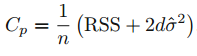 C_p = \frac{1}{n} \left( \text{RSS} + 2d\hat{\sigma}^2 \right)